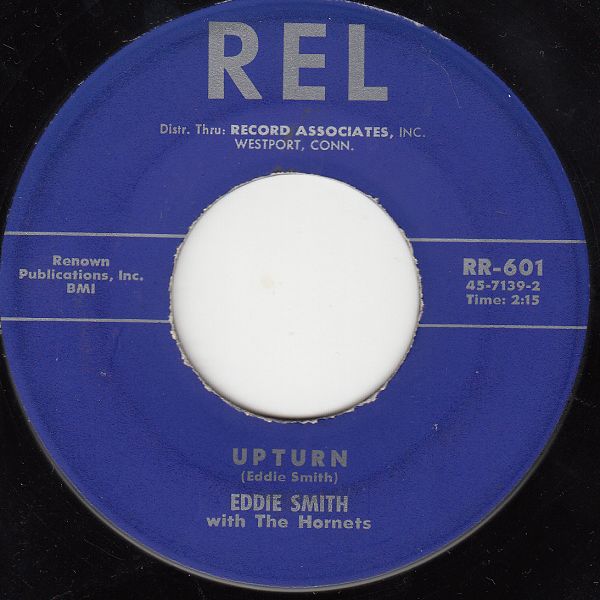 REL
Distr. Thru: RECORD ASSOCIATES, INC.
WESTPORT, CONN.
Renown
Publications, Inc.
BMI
RR-601
45-7139-2
Time: 2:15
UPTURN
(Eddie Smith)
EDDIE SMITH
with The Hornets